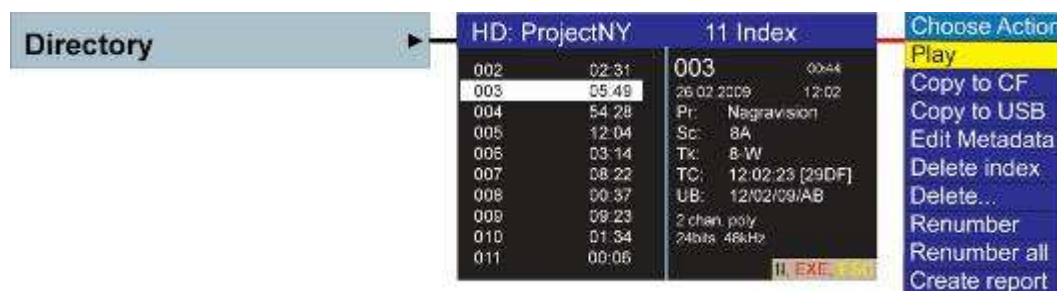 Directory
HD: ProjectNY 11 Index
002 02:31
003 05:49
004 54:28
005 12:04
006 03:14
007 08:22
008 00:37
009 09:23
010 01:34
011 00:06
003 00:44
26.02.2009 12:02
Pr: Nagravision
Sc: 8A
Tk: 8-W
TC: 12:02:23 [29DF]
UB: 12/02/09/AB
2 chan. poly
24bits 48kHz
EXE,
Choose Action
Play
Copy to CF
Copy to USB
Edit Metadata
Delete index
Delete...
Renumber
Renumber all
Create report